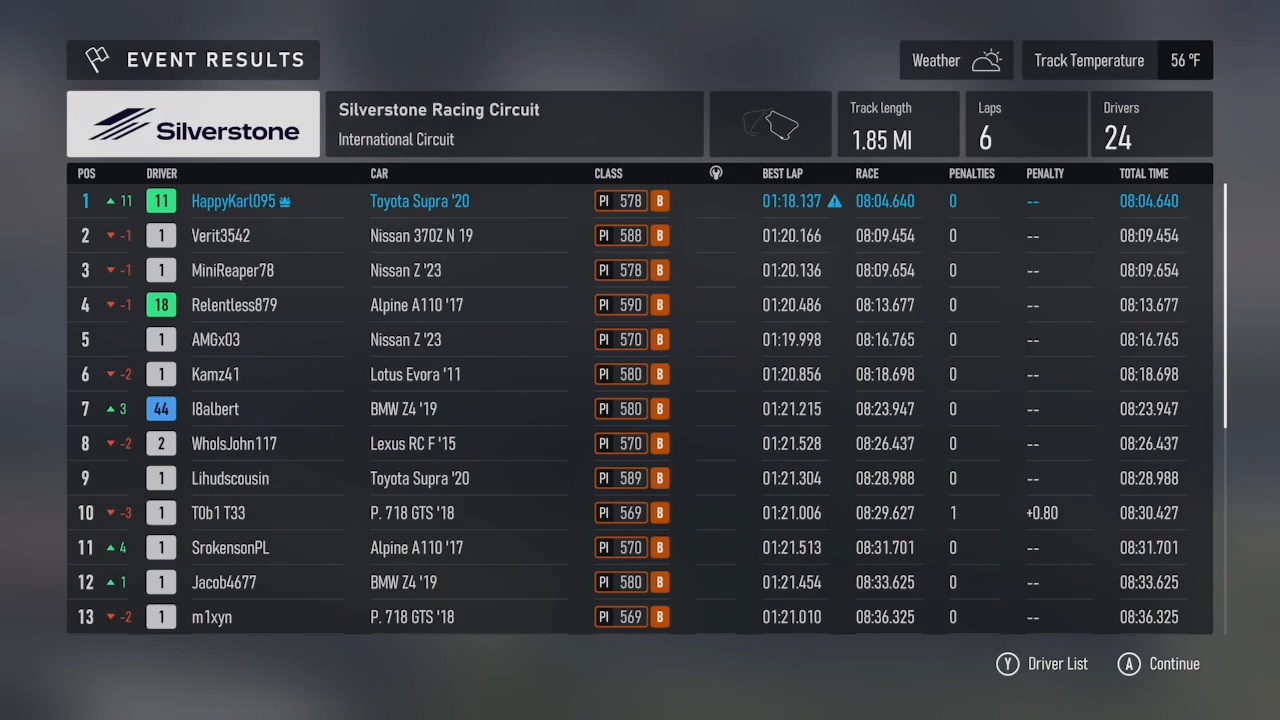 EVENT RESULTS
Weather
Track Temperature 56 °F
Silverstone
Silverstone Racing Circuit
International Circuit
Track length
1.85 MI
Laps
6
Drivers
24
POS DRIVER CAR CLASS BEST LAP RACE PENALTIES PENALTY TOTAL TIME
1 11 11 HappyKarl095 Toyota Supra '20 PI 578 B 01:18.137 08:04.640 0 -- 08:04.640
2 -1 1 Verit3542 Nissan 370Z N 19 PI 588 B 01:20.166 08:09.454 0 -- 08:09.454
3 -1 1 MiniReaper78 Nissan Z '23 PI 578 B 01:20.136 08:09.654 0 -- 08:09.654
4 -1 18 Relentless879 Alpine A110 '17 PI 590 B 01:20.486 08:13.677 0 -- 08:13.677
5 1 AMGx03 Nissan Z '23 PI 570 B 01:19.998 08:16.765 0 -- 08:16.765
6 -2 1 Kamz41 Lotus Evora '11 PI 580 B 01:20.856 08:18.698 0 -- 08:18.698
7 3 44 I8albert BMW Z4 '19 PI 580 B 01:21.215 08:23.947 0 -- 08:23.947
8 -2 2 WhoIsJohn117 Lexus RC F '15 PI 570 B 01:21.528 08:26.437 0 -- 08:26.437
9 1 Lihudscousin Toyota Supra '20 PI 589 B 01:21.304 08:28.988 0 -- 08:28.988
10 -3 1 T0b1 T33 P. 718 GTS '18 PI 569 B 01:21.006 08:29.627 1 +0.80 08:30.427
11 4 1 SrokensonPL Alpine A110 '17 PI 570 B 01:21.513 08:31.701 0 -- 08:31.701
12 1 1 Jacob4677 BMW Z4 '19 PI 580 B 01:21.454 08:33.625 0 -- 08:33.625
13 -2 1 m1xyn P. 718 GTS '18 PI 569 B 01:21.010 08:36.325 0 -- 08:36.325
Y Driver List A Continue